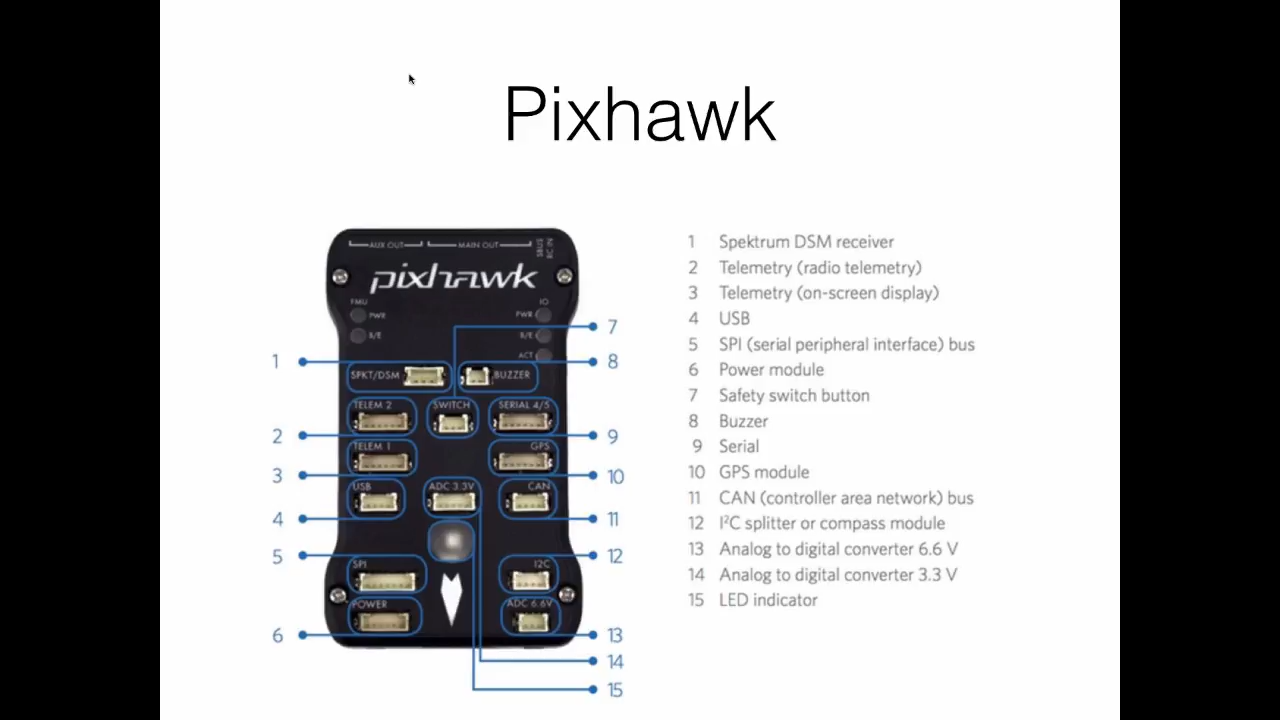 Pixhawk
AUX OUT
MAIN OUT
SBUS
RC IN
pixhawk
FMU
IO
PWR
PWR
B/E
B/E
ACT
7
1
8
SPKT/DSM
BUZZER
TELEM 2
SWITCH
SERIAL 4/5
2
9
TELEM 1
GPS
3
10
USB
ADC 3.3V
CAN
4
11
5
12
SPI
I2C
POWER
ADC 6.6V
6
13
14
15
1 Spektrum DSM receiver
2 Telemetry (radio telemetry)
3 Telemetry (on-screen display)
4 USB
5 SPI (serial peripheral interface) bus
6 Power module
7 Safety switch button
8 Buzzer
9 Serial
10 GPS module
11 CAN (controller area network) bus
12 I²C splitter or compass module
13 Analog to digital converter 6.6 V
14 Analog to digital converter 3.3 V
15 LED indicator